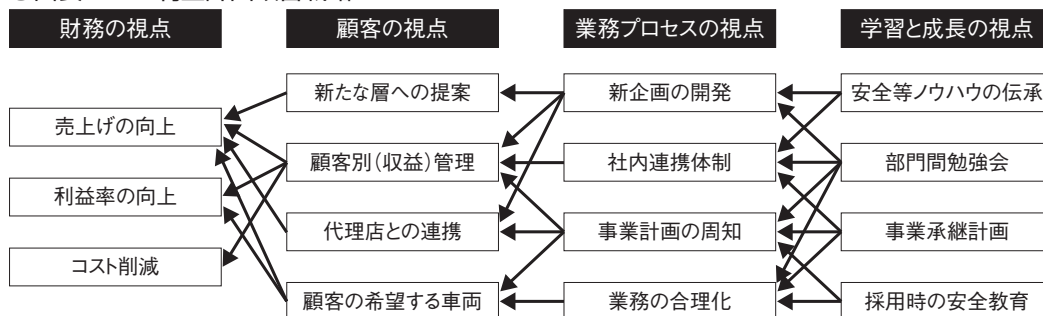 財務の視点
顧客の視点
業務プロセスの視点
学習と成長の視点
新たな層への提案
新企画の開発
安全等ノウハウの伝承
売上げの向上
顧客別(収益)管理
社内連携体制
部門間勉強会
利益率の向上
代理店との連携
事業計画の周知
事業承継計画
コスト削減
顧客の希望する車両
業務の合理化
採用時の安全教育